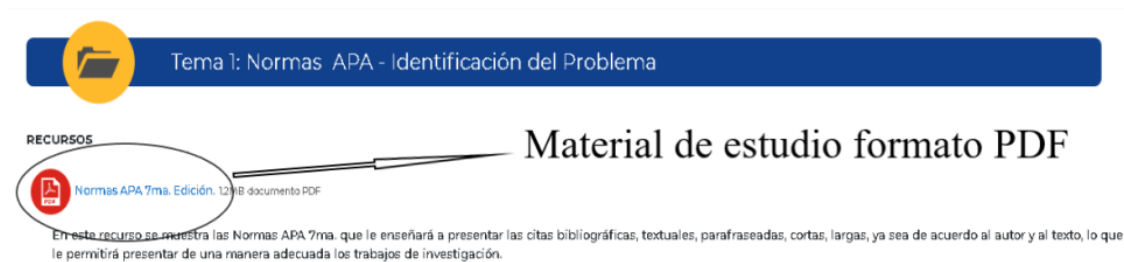 Tema 1: Normas APA - Identificación del Problema
RECURSOS
Material de estudio formato PDF
PDF
Normas APA 7ma. Edición. 1.2MB documento PDF
En este recurso se muestra las Normas APA 7ma. que le enseñará a presentar las citas bibliográficas, textuales, parafraseadas, cortas, largas, ya sea de acuerdo al autor y al texto, lo que
le permitirá presentar de una manera adecuada los trabajos de investigación.